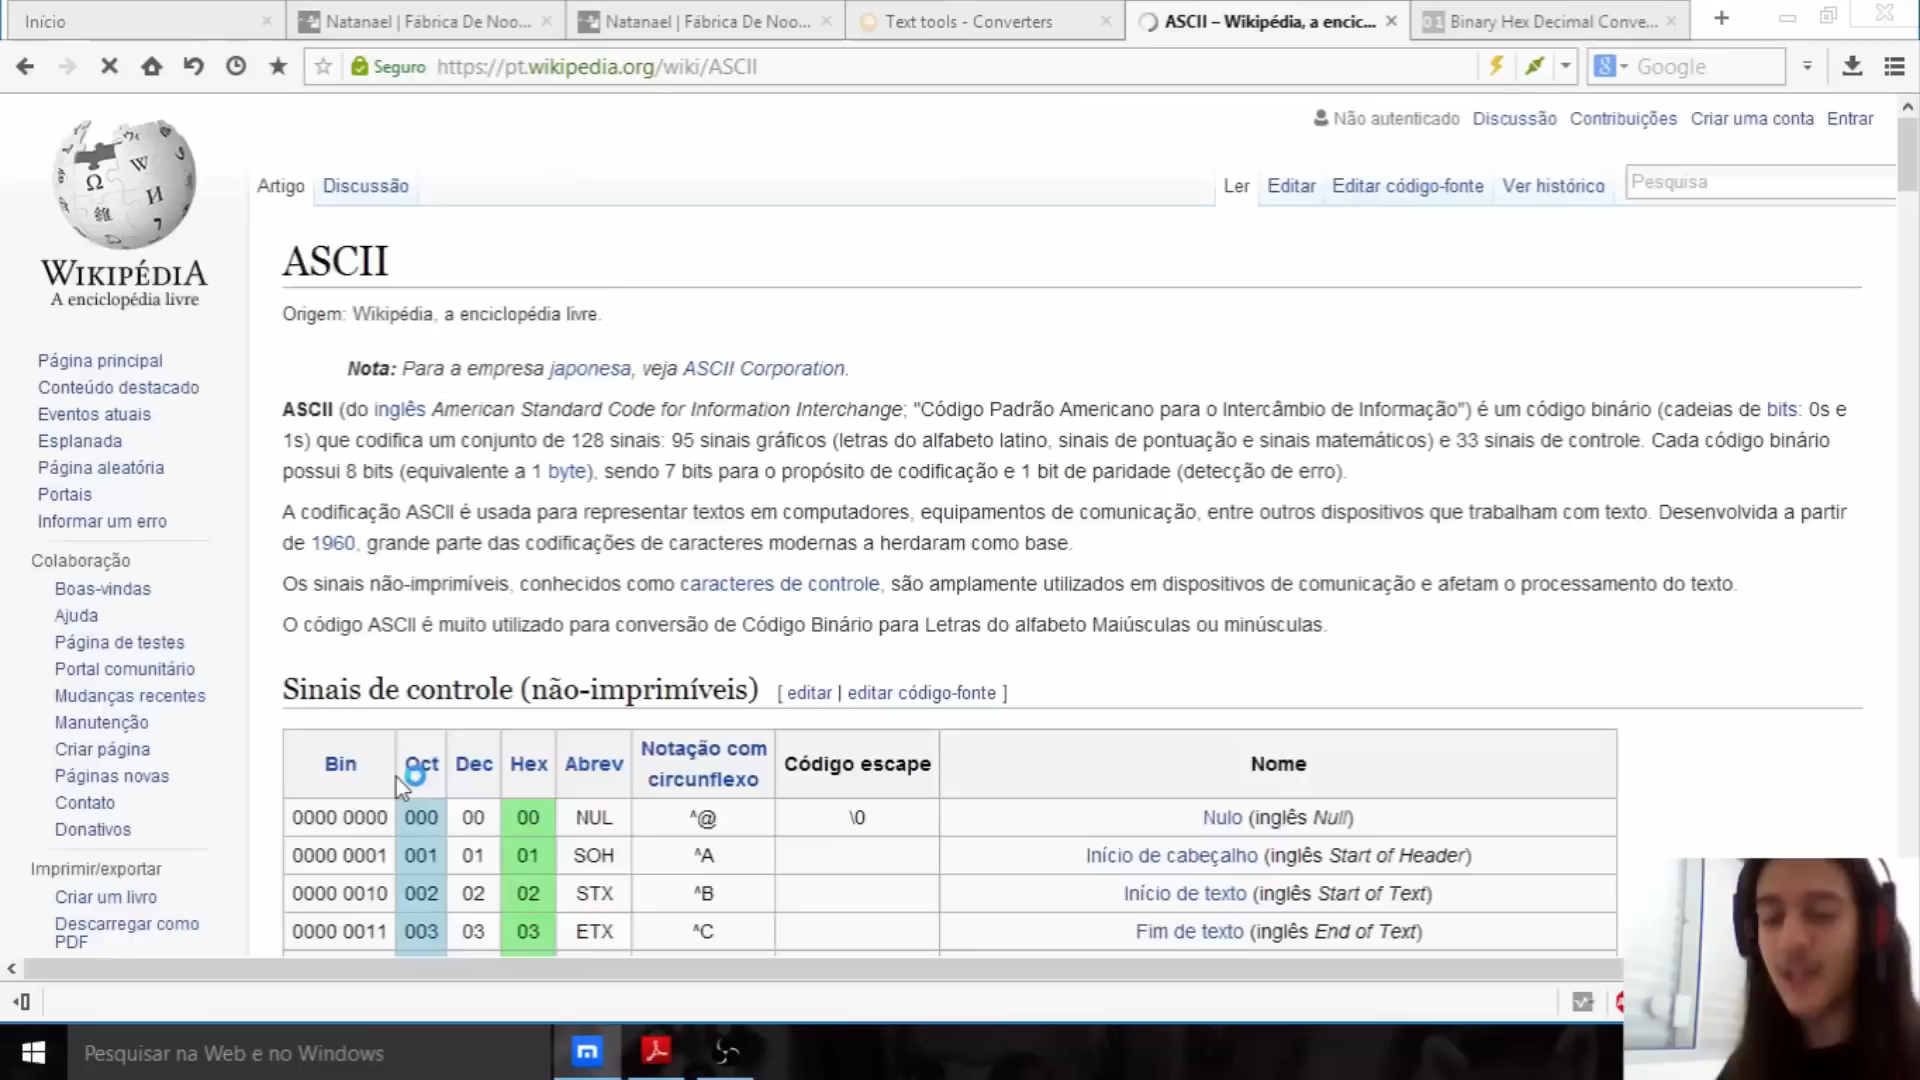 Início
Natanael | Fábrica De Noo...
Natanael | Fábrica De Noo...
Text tools - Converters
ASCII – Wikipédia, a encic...
Binary Hex Decimal Conve...
Seguro https://pt.wikipedia.org/wiki/ASCII
Google
Não autenticado Discussão Contribuições Criar uma conta Entrar
Artigo Discussão
Ler Editar Editar código-fonte Ver histórico
Pesquisa
WIKIPÉDIA
A enciclopédia livre
Página principal
Conteúdo destacado
Eventos atuais
Esplanada
Página aleatória
Portais
Informar um erro
Colaboração
Boas-vindas
Ajuda
Página de testes
Portal comunitário
Mudanças recentes
Manutenção
Criar página
Páginas novas
Contato
Donativos
Imprimir/exportar
Criar um livro
Descarregar como
PDF
ASCII
Origem: Wikipédia, a enciclopédia livre.
Nota: Para a empresa japonesa, veja ASCII Corporation.
ASCII (do inglês American Standard Code for Information Interchange; "Código Padrão Americano para o Intercâmbio de Informação") é um código binário (cadeias de bits: 0s e
1s) que codifica um conjunto de 128 sinais: 95 sinais gráficos (letras do alfabeto latino, sinais de pontuação e sinais matemáticos) e 33 sinais de controle. Cada código binário
possui 8 bits (equivalente a 1 byte), sendo 7 bits para o propósito de codificação e 1 bit de paridade (detecção de erro).
A codificação ASCII é usada para representar textos em computadores, equipamentos de comunicação, entre outros dispositivos que trabalham com texto. Desenvolvida a partir
de 1960, grande parte das codificações de caracteres modernas a herdaram como base.
Os sinais não-imprimíveis, conhecidos como caracteres de controle, são amplamente utilizados em dispositivos de comunicação e afetam o processamento do texto.
O código ASCII é muito utilizado para conversão de Código Binário para Letras do alfabeto Maiúsculas ou minúsculas.
Sinais de controle (não-imprimíveis) [ editar | editar código-fonte ]
Bin Oct Dec Hex Abrev Notação com circunflexo Código escape Nome
0000 0000 000 00 00 NUL ^@ \0 Nulo (inglês Null)
0000 0001 001 01 01 SOH ^A Início de cabeçalho (inglês Start of Header)
0000 0010 002 02 02 STX ^B Início de texto (inglês Start of Text)
0000 0011 003 03 03 ETX ^C Fim de texto (inglês End of Text)
Pesquisar na Web e no Windows